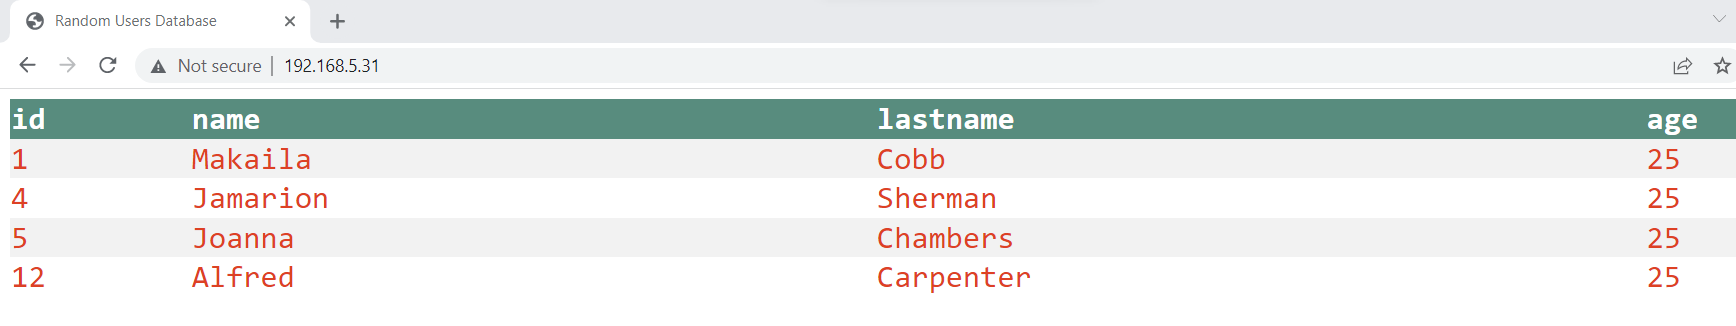 Random Users Database
Not secure | 192.168.5.31
id name lastname age
1 Makaila Cobb 25
4 Jamarion Sherman 25
5 Joanna Chambers 25
12 Alfred Carpenter 25